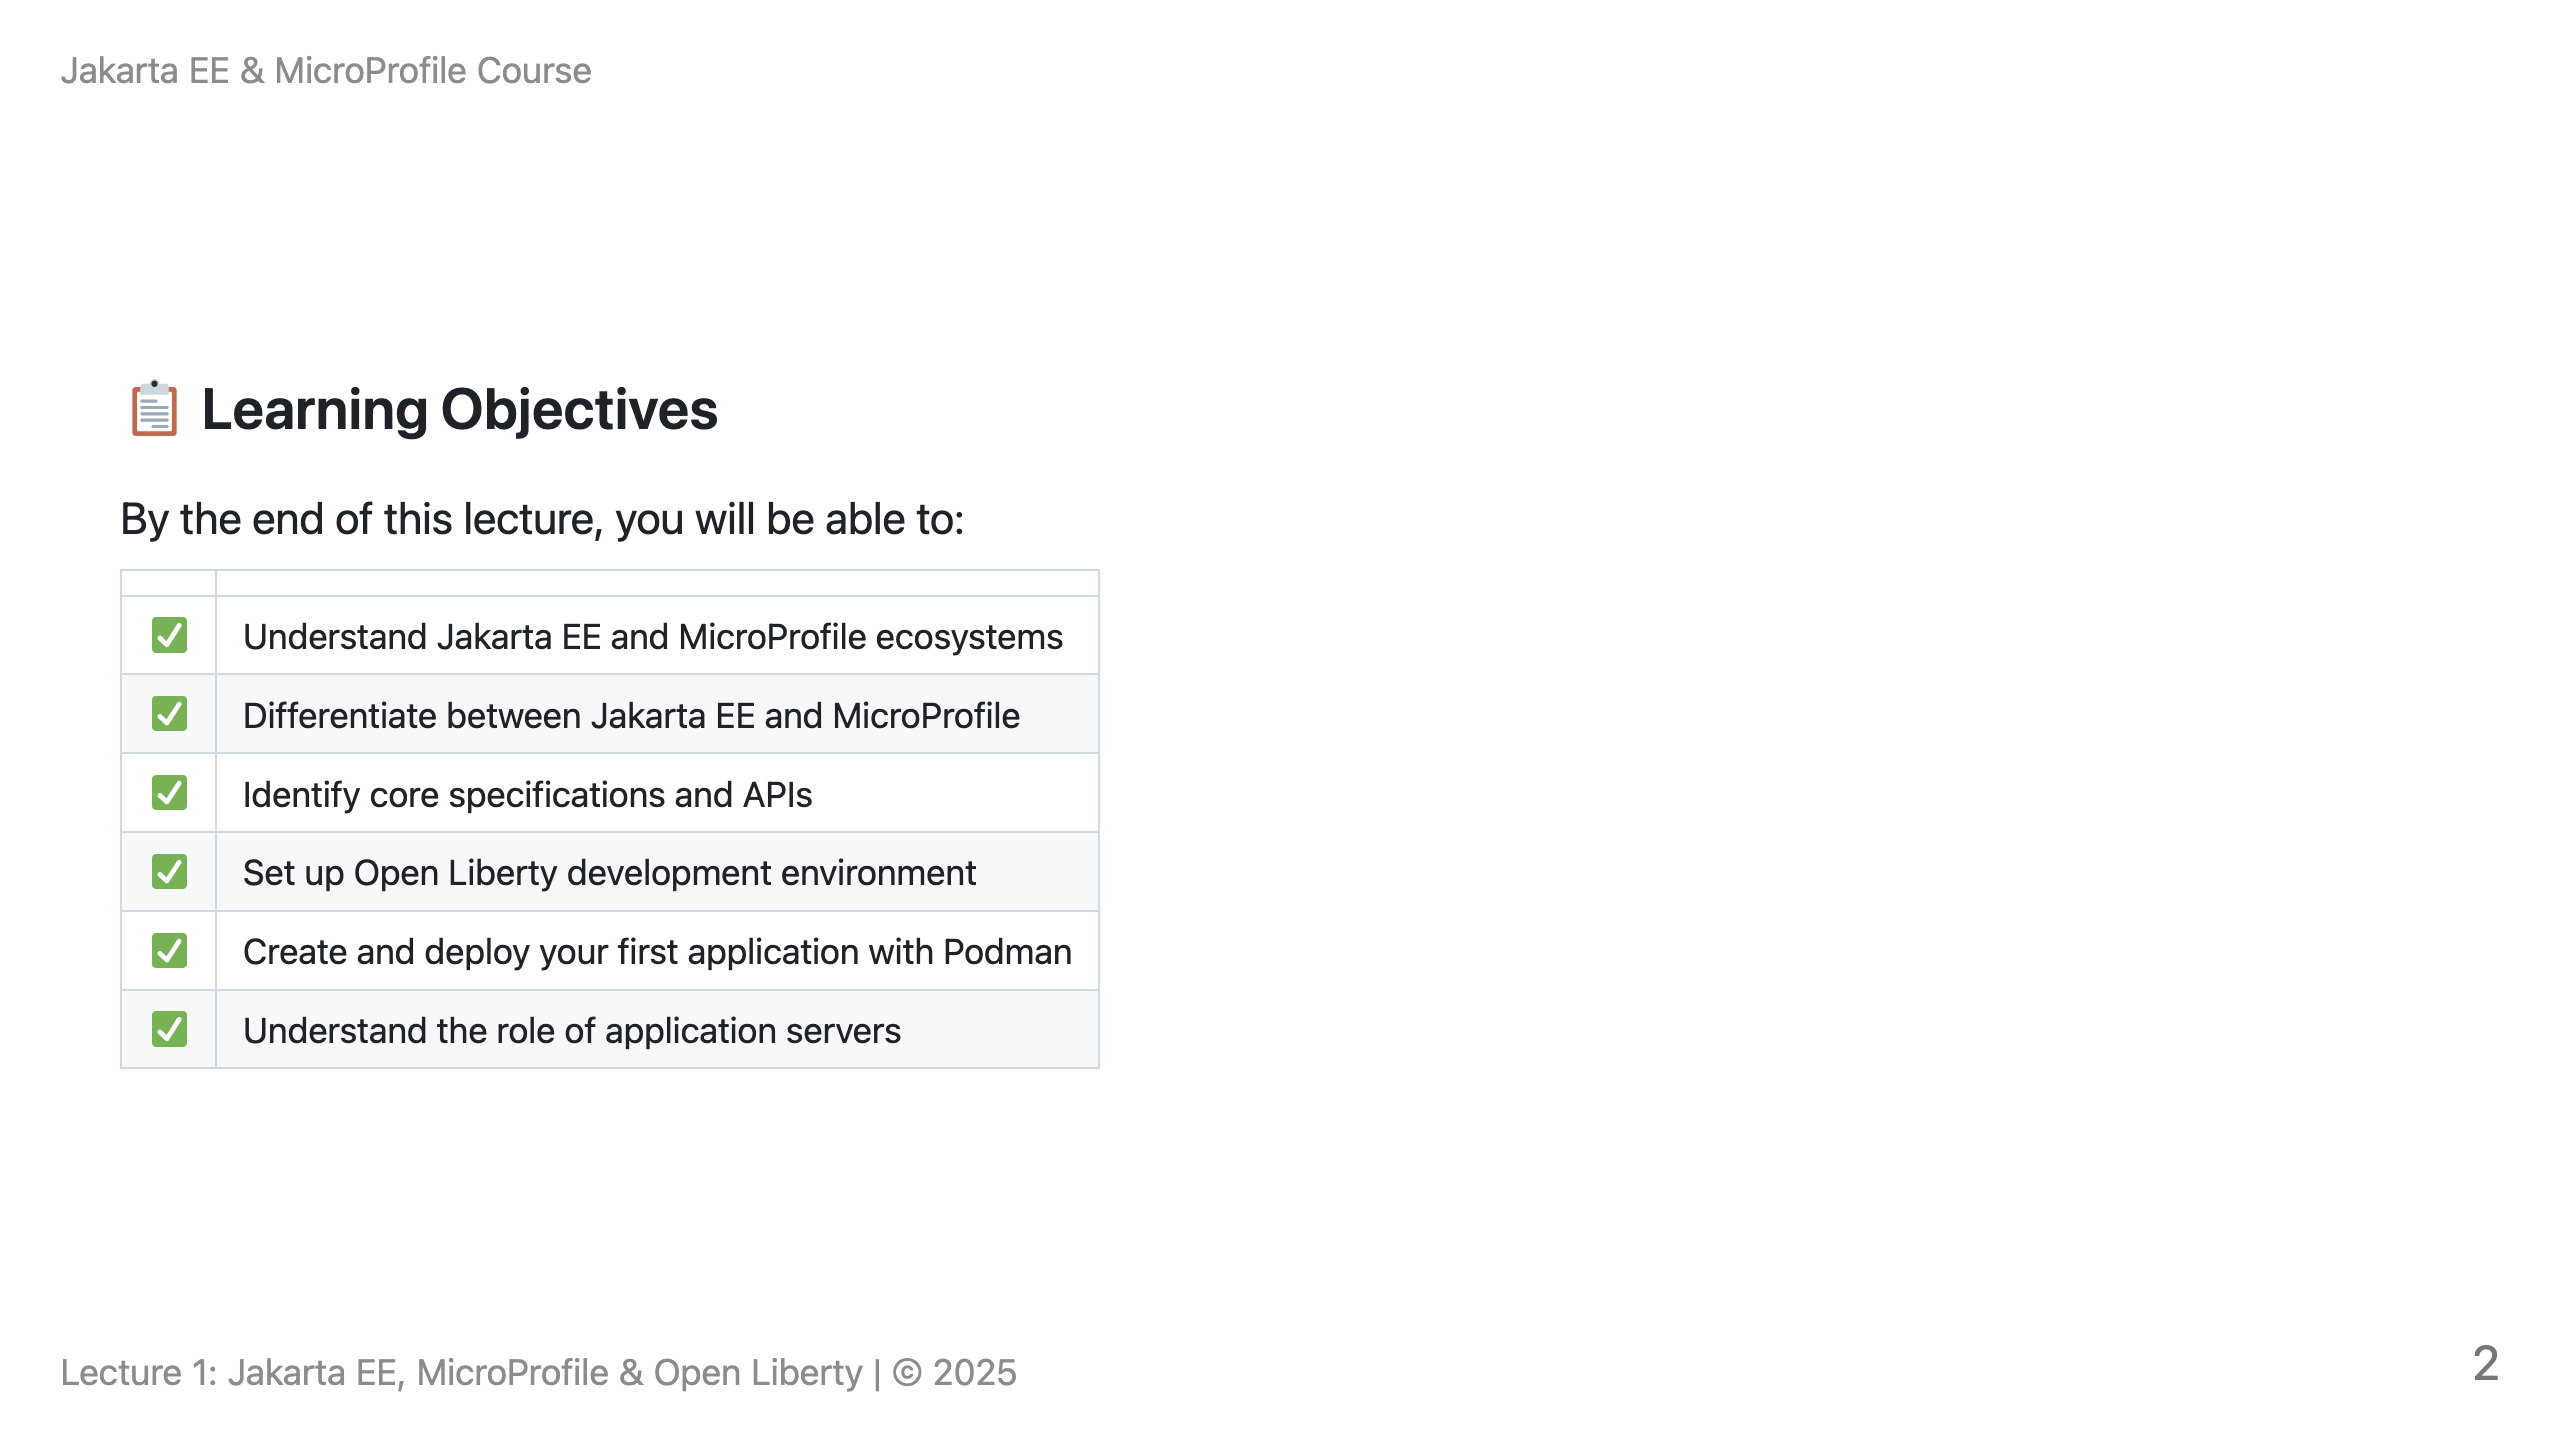 Jakarta EE & MicroProfile Course
📋 Learning Objectives
By the end of this lecture, you will be able to:
✅ Understand Jakarta EE and MicroProfile ecosystems
✅ Differentiate between Jakarta EE and MicroProfile
✅ Identify core specifications and APIs
✅ Set up Open Liberty development environment
✅ Create and deploy your first application with Podman
✅ Understand the role of application servers
Lecture 1: Jakarta EE, MicroProfile & Open Liberty | © 2025
2